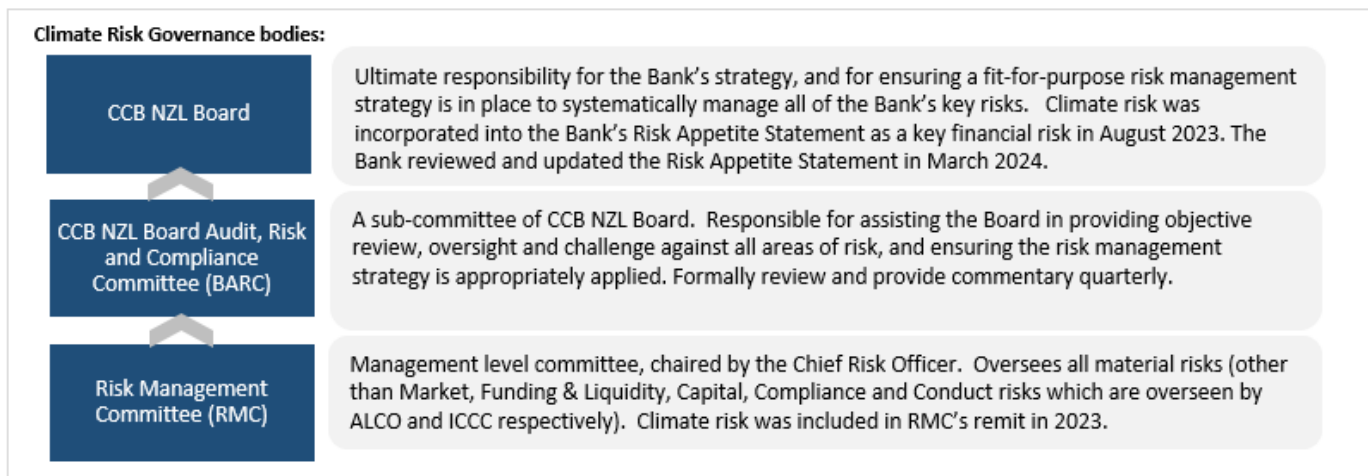 Climate Risk Governance bodies:
CCB NZL Board
Ultimate responsibility for the Bank's strategy, and for ensuring a fit-for-purpose risk management
strategy is in place to systematically manage all of the Bank's key risks.   Climate risk was
incorporated into the Bank's Risk Appetite Statement as a key financial risk in August 2023. The
Bank reviewed and updated the Risk Appetite Statement in March 2024.
CCB NZL Board Audit, Risk
and Compliance
Committee (BARC)
A sub-committee of CCB NZL Board.  Responsible for assisting the Board in providing objective
review, oversight and challenge against all areas of risk, and ensuring the risk management
strategy is appropriately applied. Formally review and provide commentary quarterly.
Risk Management
Committee (RMC)
Management level committee, chaired by the Chief Risk Officer.  Oversees all material risks (other
than Market, Funding & Liquidity, Capital, Compliance and Conduct risks which are overseen by
ALCO and ICCC respectively).  Climate risk was included in RMC's remit in 2023.